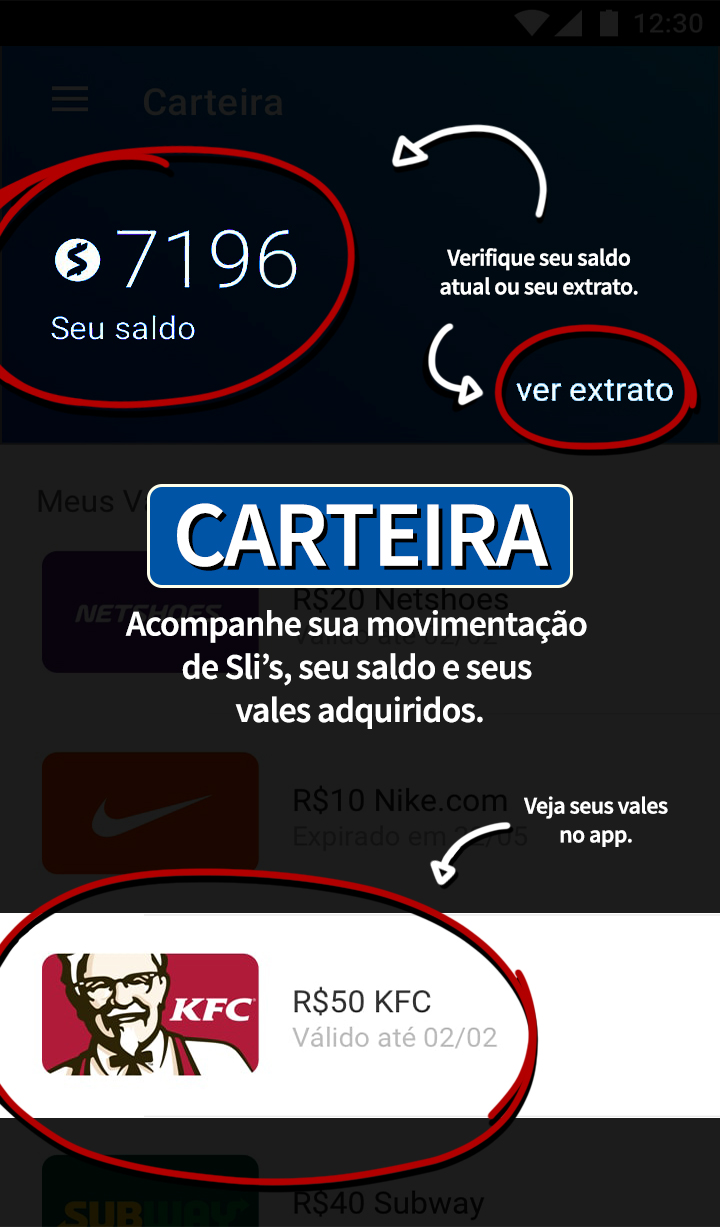 12:30
Carteira
7196
Seu saldo
Verifique seu saldo
atual ou seu extrato.
ver extrato
Meus
CARTEIRA
NETSHOES
R$20 Netshoes
Acompanhe sua movimentação
de Sli's, seu saldo e seus
vales adquiridos.
R$10 Nike.com
Expirado em 22/05
Veja seus vales
no app.
KFC
R$50 KFC
Válido até 02/02
SUBWAY
R$40 Subway